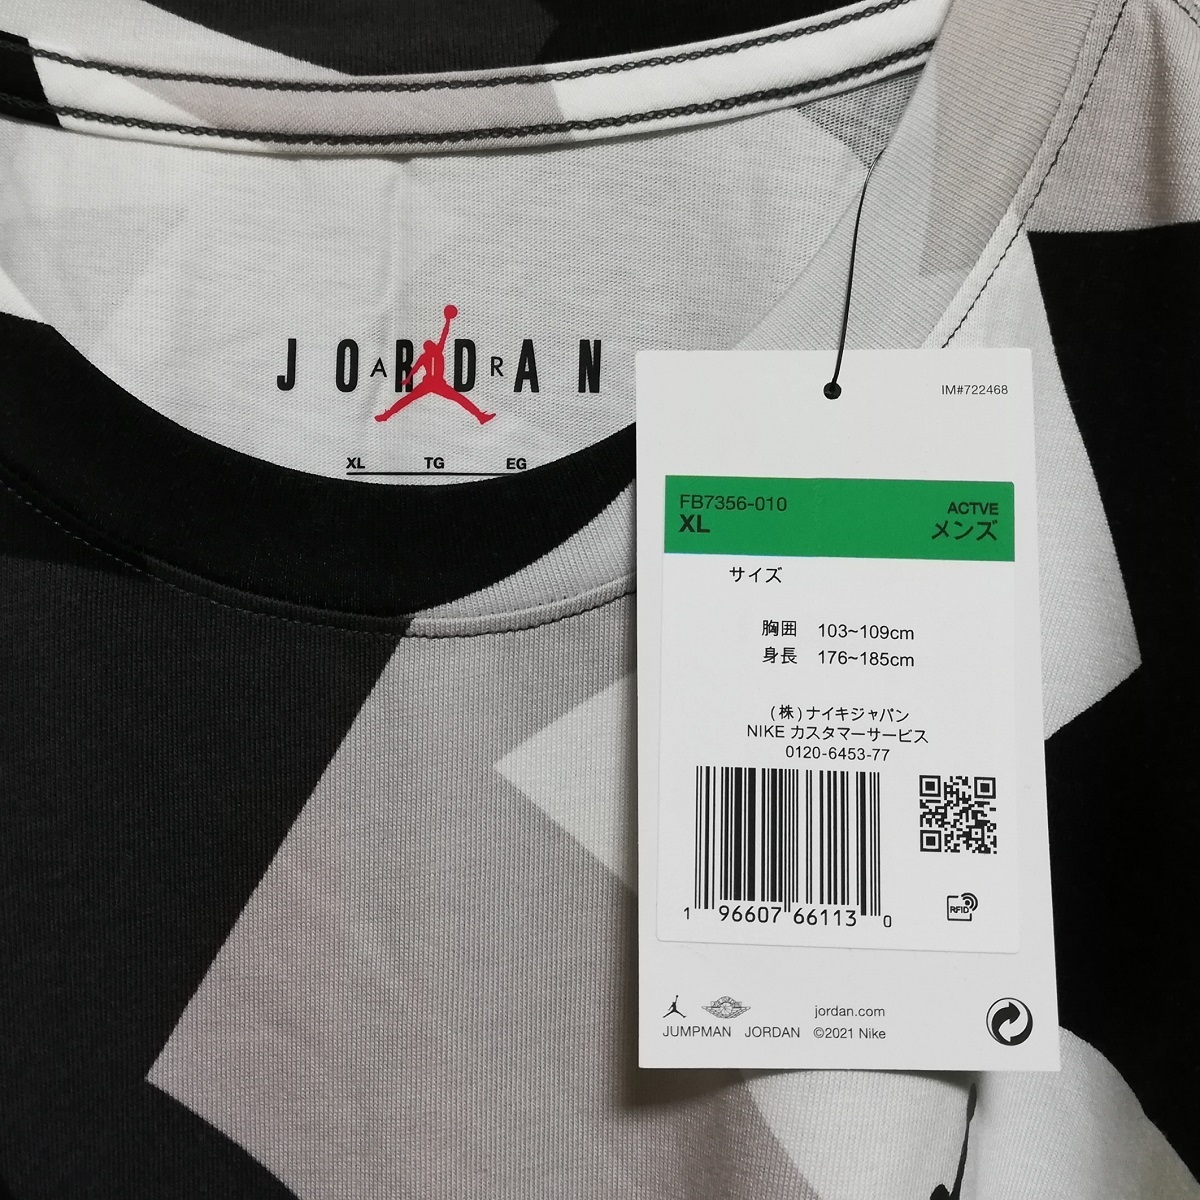 JORDAN
AIR
XL TG EG
IM#722468
FB7356-010
XL
ACTVE
メンズ
サイズ
胸囲 103~109cm
身長 176~185cm
(株)ナイキジャパン
NIKE カスタマーサービス
0120-6453-77
1 96607 66113 0
RFID
jordan.com
JUMPMAN JORDAN ©2021 Nike